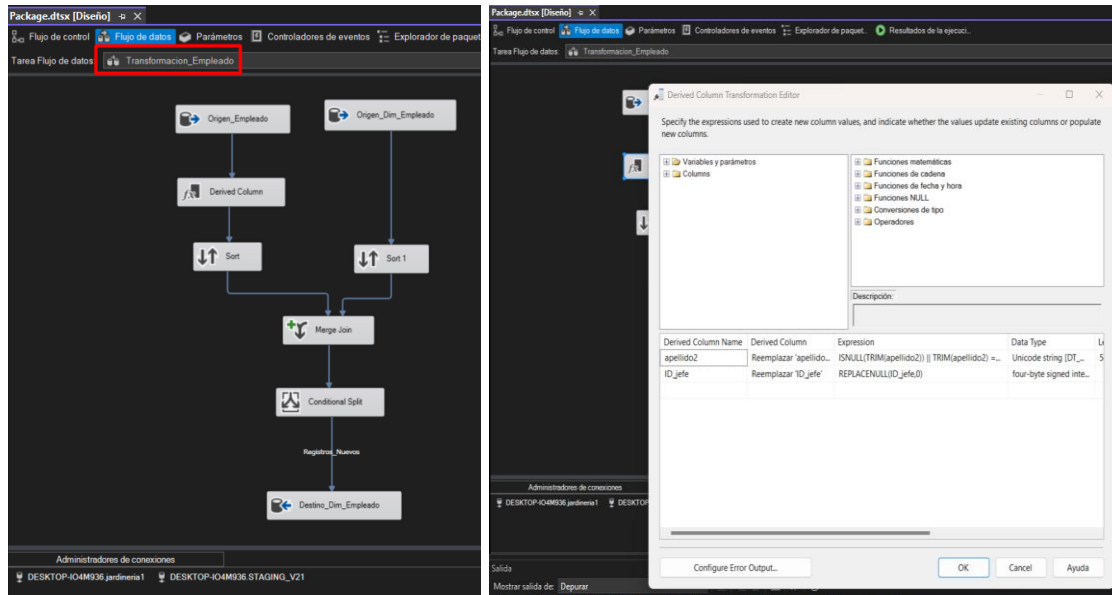 Package.dtsx [Diseño]
Flujo de control Flujo de datos Parámetros Controladores de eventos Explorador de paquet
Tarea Flujo de datos: Transformacion_Empleado
Origen_Empleado
Origen_Dim_Empleado
Derived Column
Sort
Sort 1
Merge Join
Conditional Split
Registros_Nuevos
Destino_Dim_Empleado
Administradores de conexiones
DESKTOP-IO4M936.jardineria1 DESKTOP-IO4M936.STAGING_V21
Package.dtsx [Diseño]
Flujo de control Flujo de datos Parámetros Controladores de eventos Explorador de paquet... Resultados de la ejecuci...
Tarea Flujo de datos: Transformacion_Empleado
Derived Column Transformation Editor
Specify the expressions used to create new column values, and indicate whether the values update existing columns or populate
new columns.
Variables y parámetros
Columns
Funciones matemáticas
Funciones de cadena
Funciones de fecha y hora
Funciones NULL
Conversiones de tipo
Operadores
Descripción:
Derived Column Name Derived Column Expression Data Type Le
apellido2 Reemplazar 'apellido... ISNULL(TRIM(apellido2)) || TRIM(apellido2) =... Unicode string [DT_... 5
ID_jefe Reemplazar 'ID_jefe' REPLACENULL(ID_jefe,0) four-byte signed inte...
Administradores de conexiones
DESKTOP-IO4M936.jardineria1 DESKTOP
Configure Error Output... OK Cancel Ayuda
Salida
Mostrar salida de: Depurar